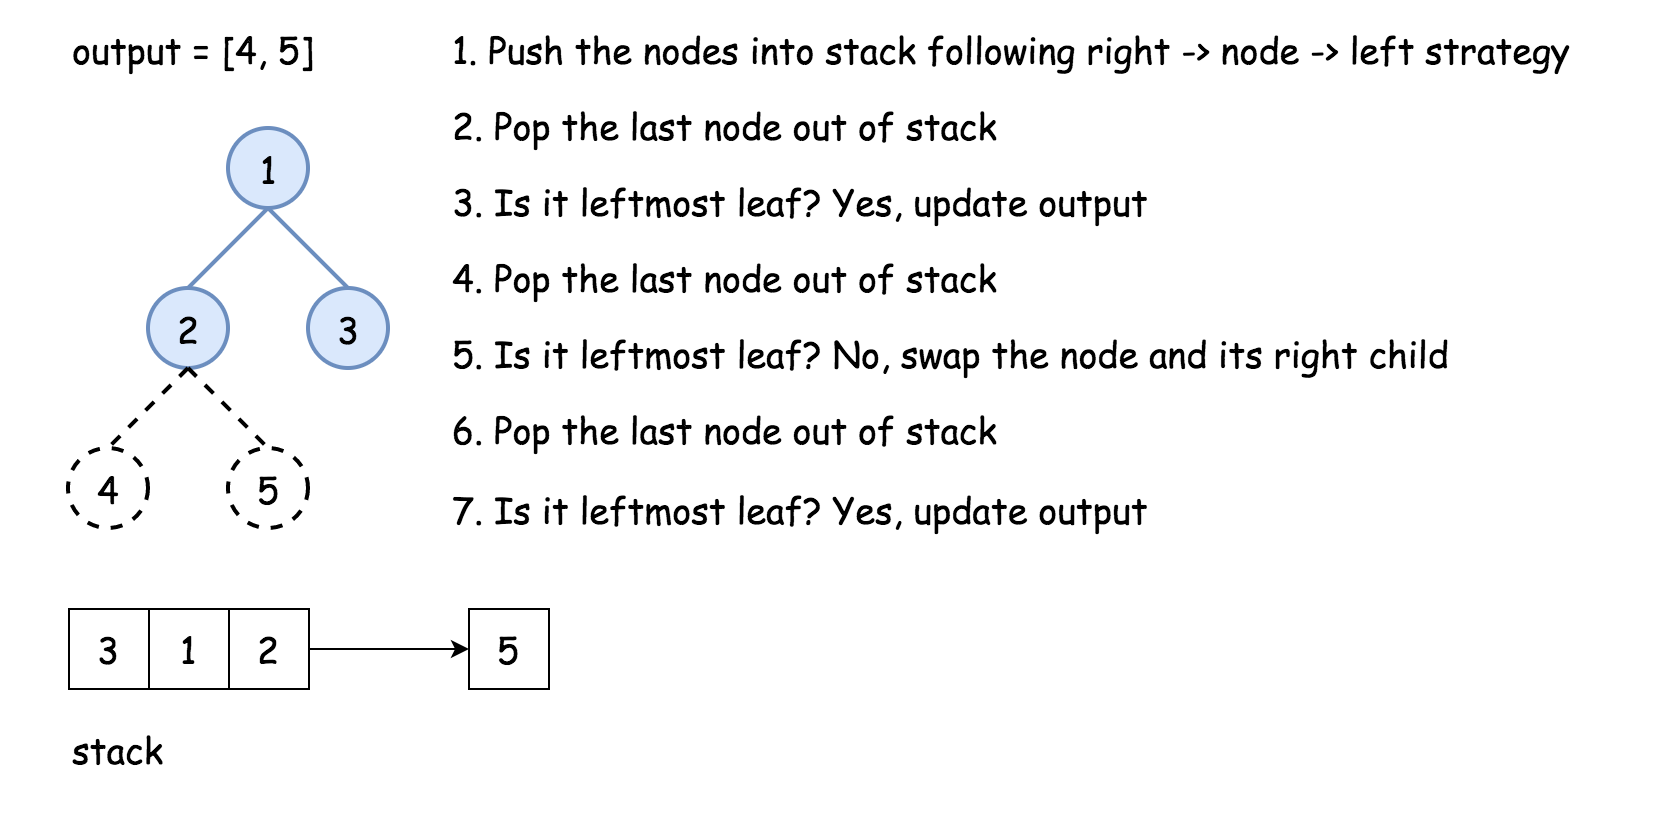 output = [4, 5]
1. Push the nodes into stack following right -> node -> left strategy
2. Pop the last node out of stack
3. Is it leftmost leaf? Yes, update output
4. Pop the last node out of stack
5. Is it leftmost leaf? No, swap the node and its right child
6. Pop the last node out of stack
7. Is it leftmost leaf? Yes, update output
1
2 3
4 5
3 1 2 5
stack